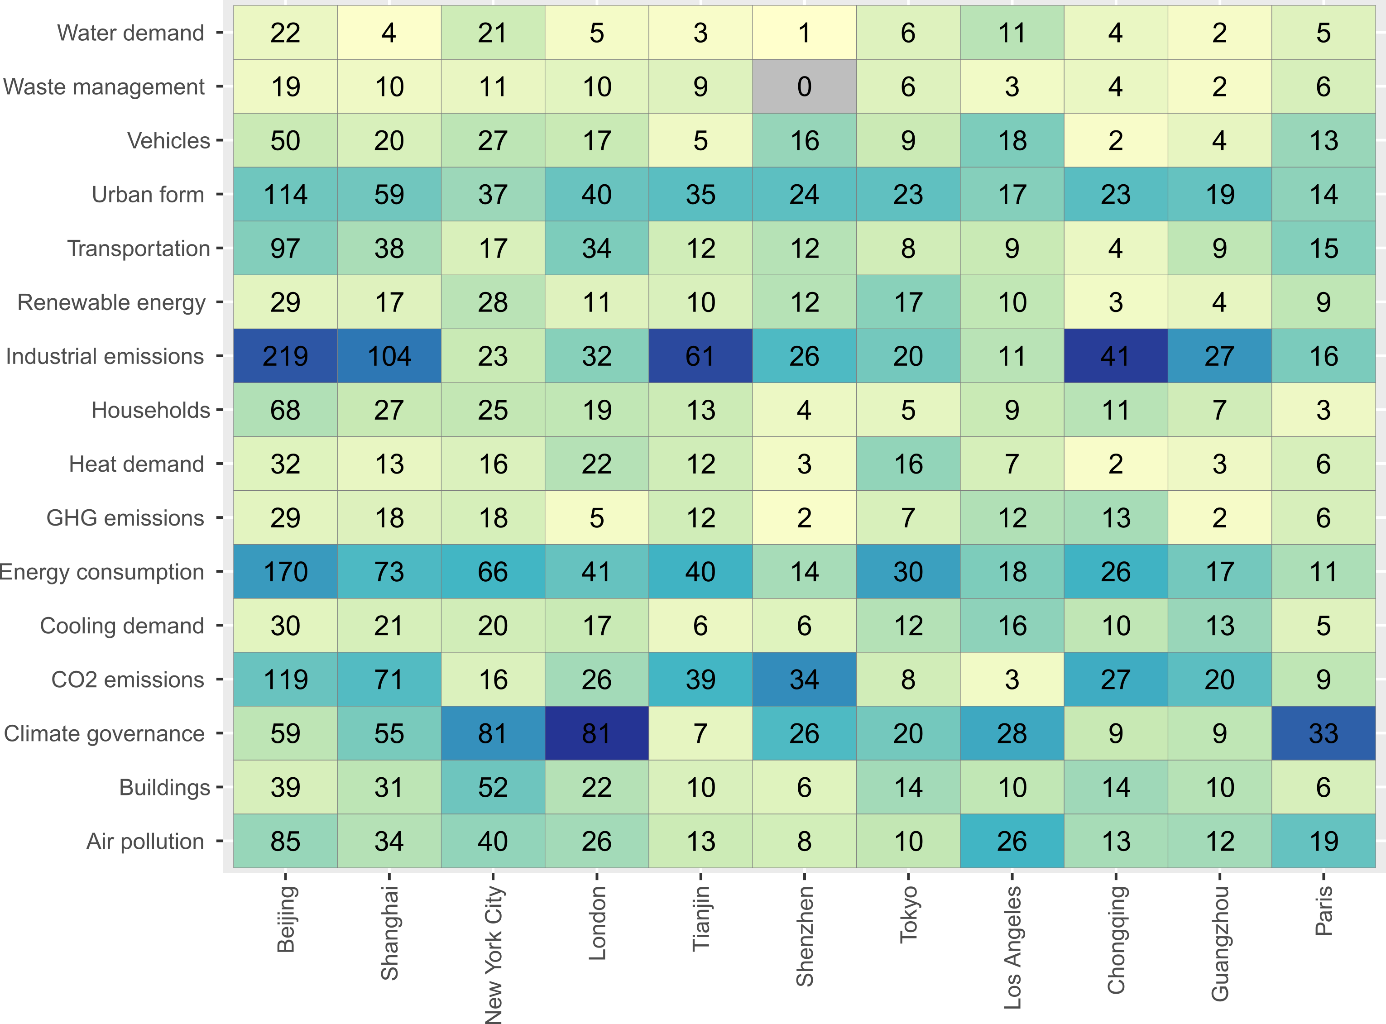 Water demand 22 4 21 5 3 1 6 11 4 2 5
Waste management 19 10 11 10 9 0 6 3 4 2 6
Vehicles 50 20 27 17 5 16 9 18 2 4 13
Urban form 114 59 37 40 35 24 23 17 23 19 14
Transportation 97 38 17 34 12 12 8 9 4 9 15
Renewable energy 29 17 28 11 10 12 17 10 3 4 9
Industrial emissions 219 104 23 32 61 26 20 11 41 27 16
Households 68 27 25 19 13 4 5 9 11 7 3
Heat demand 32 13 16 22 12 3 16 7 2 3 6
GHG emissions 29 18 18 5 12 2 7 12 13 2 6
Energy consumption 170 73 66 41 40 14 30 18 26 17 11
Cooling demand 30 21 20 17 6 6 12 16 10 13 5
CO2 emissions 119 71 16 26 39 34 8 3 27 20 9
Climate governance 59 55 81 81 7 26 20 28 9 9 33
Buildings 39 31 52 22 10 6 14 10 14 10 6
Air pollution 85 34 40 26 13 8 10 26 13 12 19
Beijing
Shanghai
New York City
London
Tianjin
Shenzhen
Tokyo
Los Angeles
Chongqing
Guangzhou
Paris